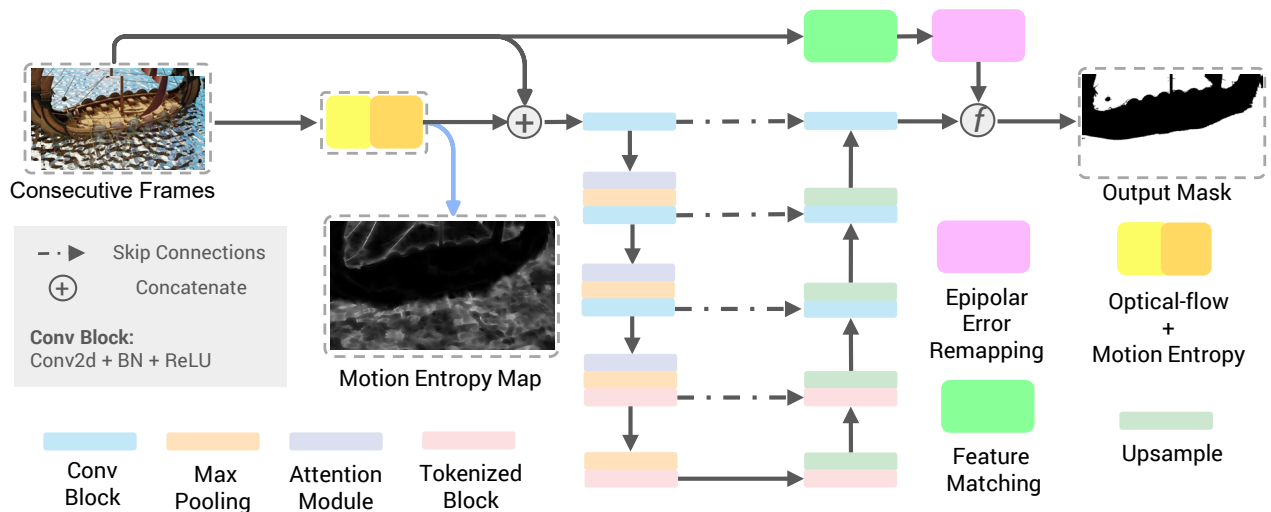 +
f
Consecutive Frames
Output Mask
Skip Connections
+
Concatenate
Conv Block:
Conv2d + BN + ReLU
Motion Entropy Map
Epipolar
Error
Remapping
Optical-flow
+
Motion Entropy
Conv
Block
Max
Pooling
Attention
Module
Tokenized
Block
Feature
Matching
Upsample